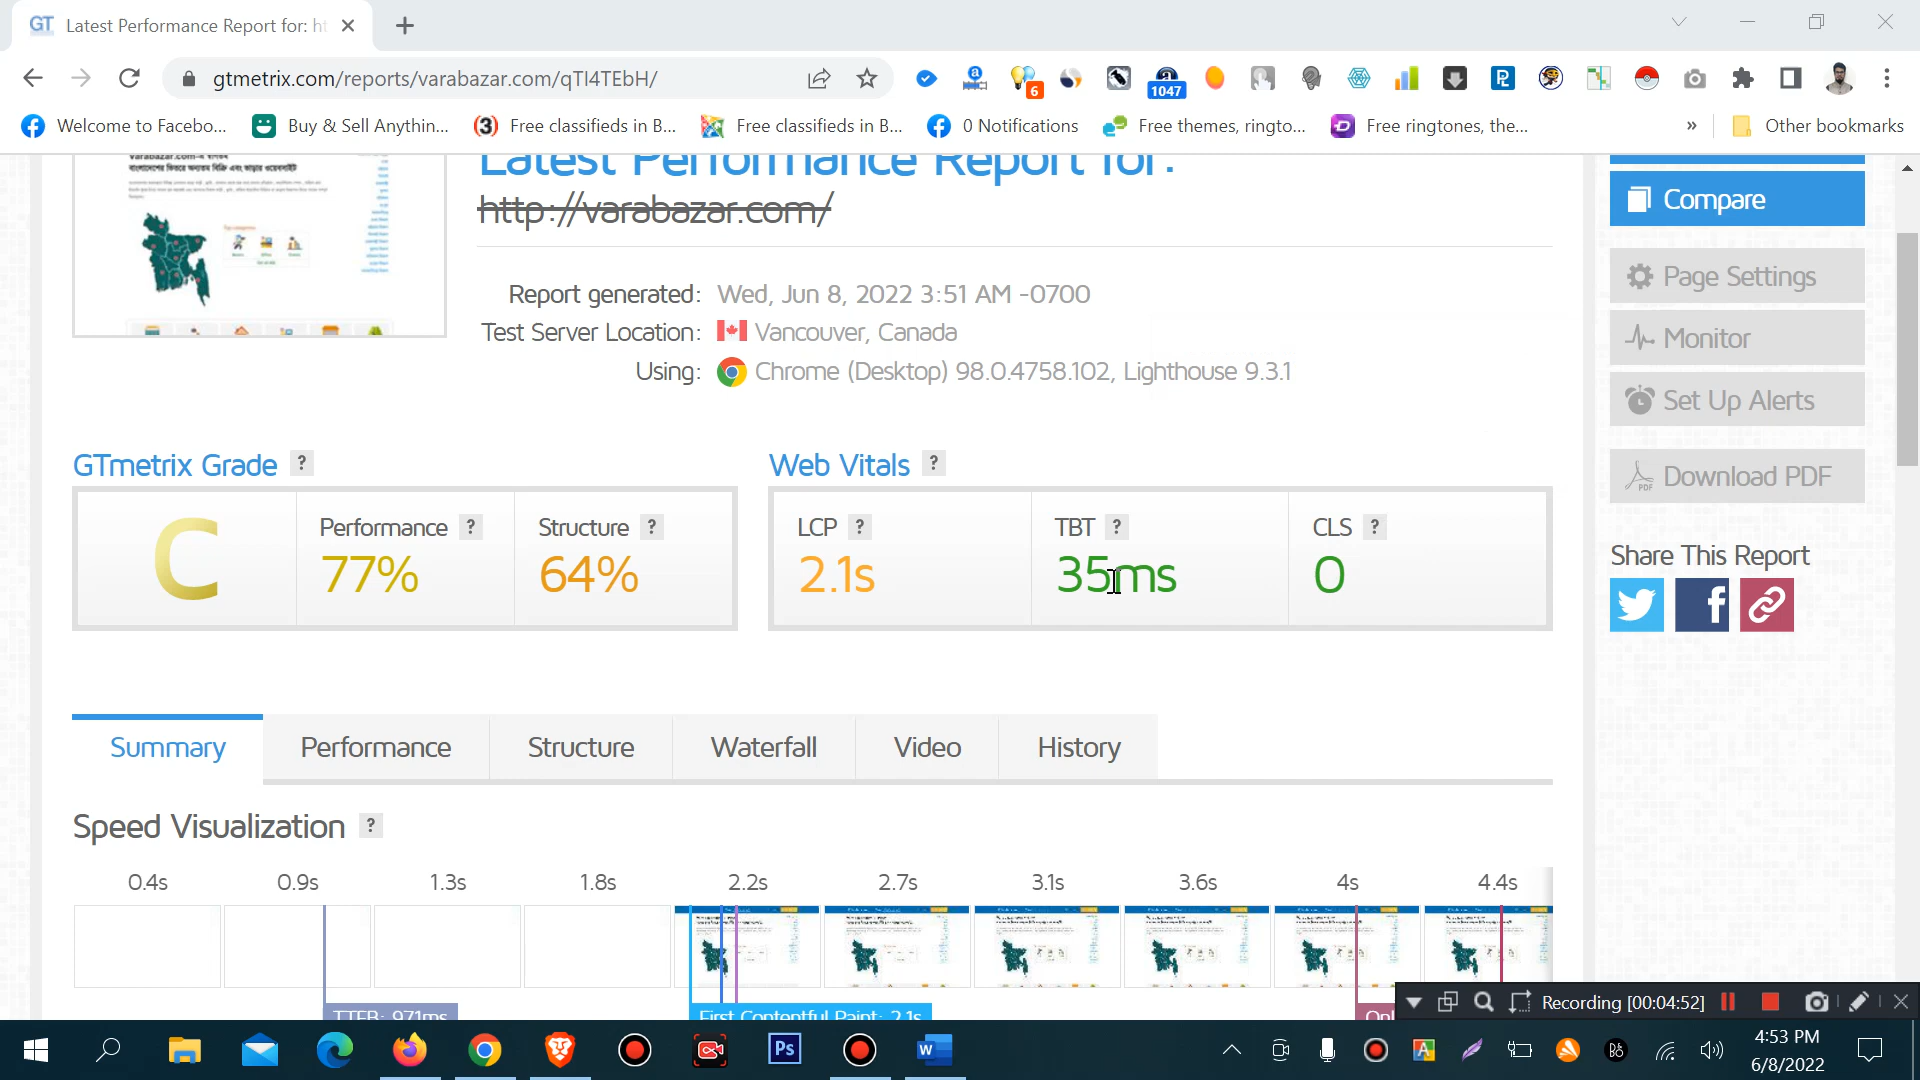 GT Latest Performance Report for: ht
gtmetrix.com/reports/varabazar.com/qTI4TEbH/
6
1047
Welcome to Facebo...
Buy & Sell Anythin...
Free classifieds in B...
Free classifieds in B...
0 Notifications
Free themes, ringto...
Free ringtones, the...
»
Other bookmarks
Latest Performance Report for:
http://varabazar.com/
Report generated: Wed, Jun 8, 2022 3:51 AM -0700
Test Server Location: Vancouver, Canada
Using: Chrome (Desktop) 98.0.4758.102, Lighthouse 9.3.1
Compare
Page Settings
Monitor
Set Up Alerts
PDF Download PDF
Share This Report
GTmetrix Grade ?
C
Performance ?
77%
Structure ?
64%
Web Vitals ?
LCP ?
2.1s
TBT ?
35ms
CLS ?
0
Summary
Performance
Structure
Waterfall
Video
History
Speed Visualization ?
0.4s 0.9s 1.3s 1.8s 2.2s 2.7s 3.1s 3.6s 4s 4.4s
TTFB: 971ms
First Contentful Paint: 2.1s
Onl
Recording [00:04:52]
Ps
4:53 PM
6/8/2022